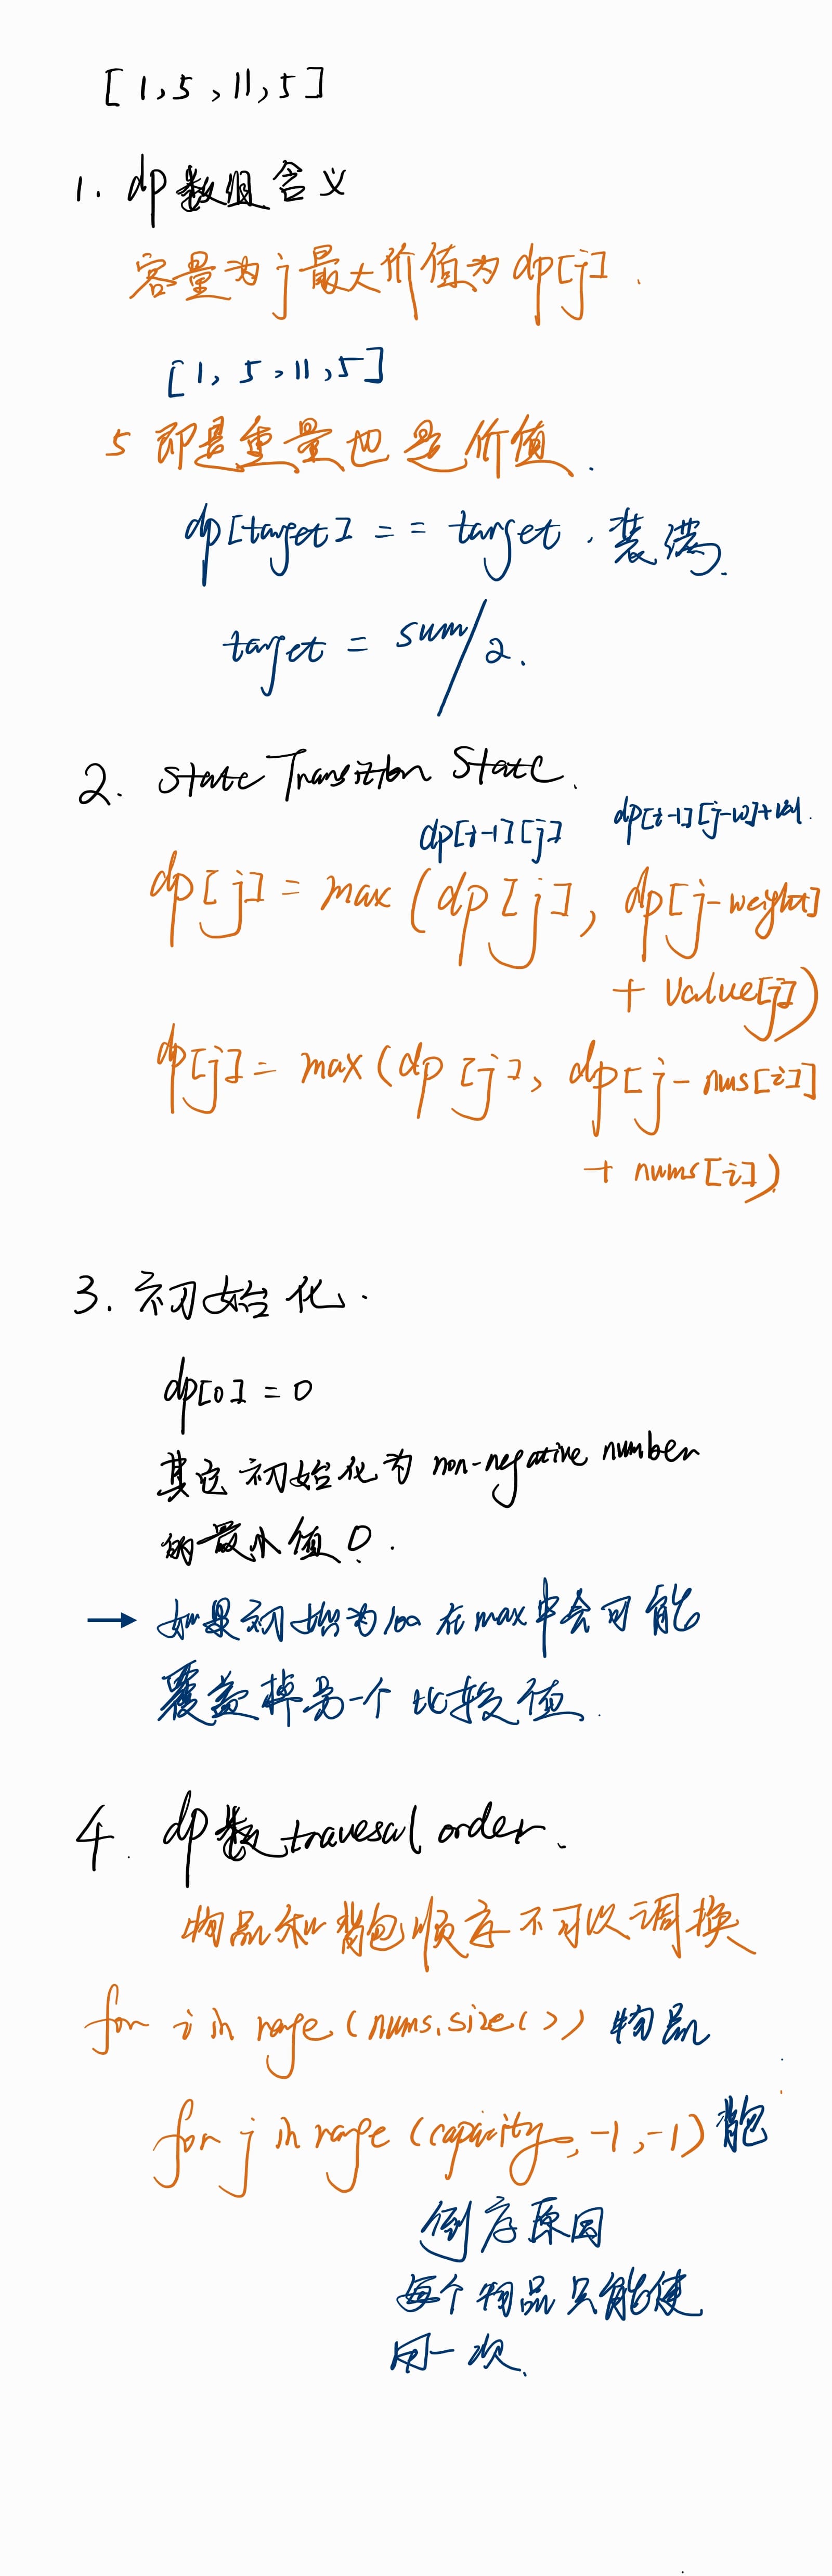 [1,5,11,5]
1. dp数组含义
容量为j最大价值为dp[j].
[1,5,11,5]
5 即是重量也是价值.
dp[target] == target.装满.
target = sum/2.
2. State Transition State.
dp[i-1][j] dp[i-1][j-w]+val.
dp[j] = max(dp[j], dp[j-weight]
+ value[j])
dp[j] = max(dp[j], dp[j-nums[i]]
+ nums[i])
3. 初始化.
dp[0] = 0
其它初始化为 non-negative number
的最小值0.
→ 如果初始为100在max中会可能
覆盖掉另一个比较值.
4. dp数 travesal order.
物品和背包顺序不可以调换
for i in range(nums.size()) 物品
for j in range(capacity, -1, -1) 背包
倒序原因
每个物品只能使
用一次.